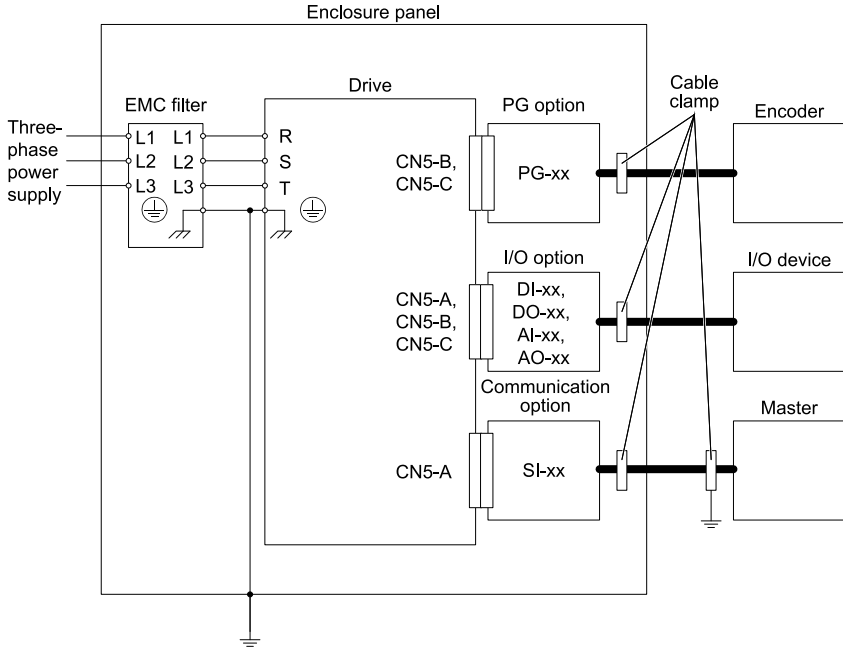 Enclosure panel
Drive
EMC filter
Three-
phase
power
supply
L1 L1
L2 L2
L3 L3
R
S
T
PG option
CN5-B,
CN5-C
PG-xx
Cable
clamp
Encoder
I/O option
CN5-A,
CN5-B,
CN5-C
DI-xx,
DO-xx,
AI-xx,
AO-xx
I/O device
Communication
option
CN5-A
SI-xx
Master